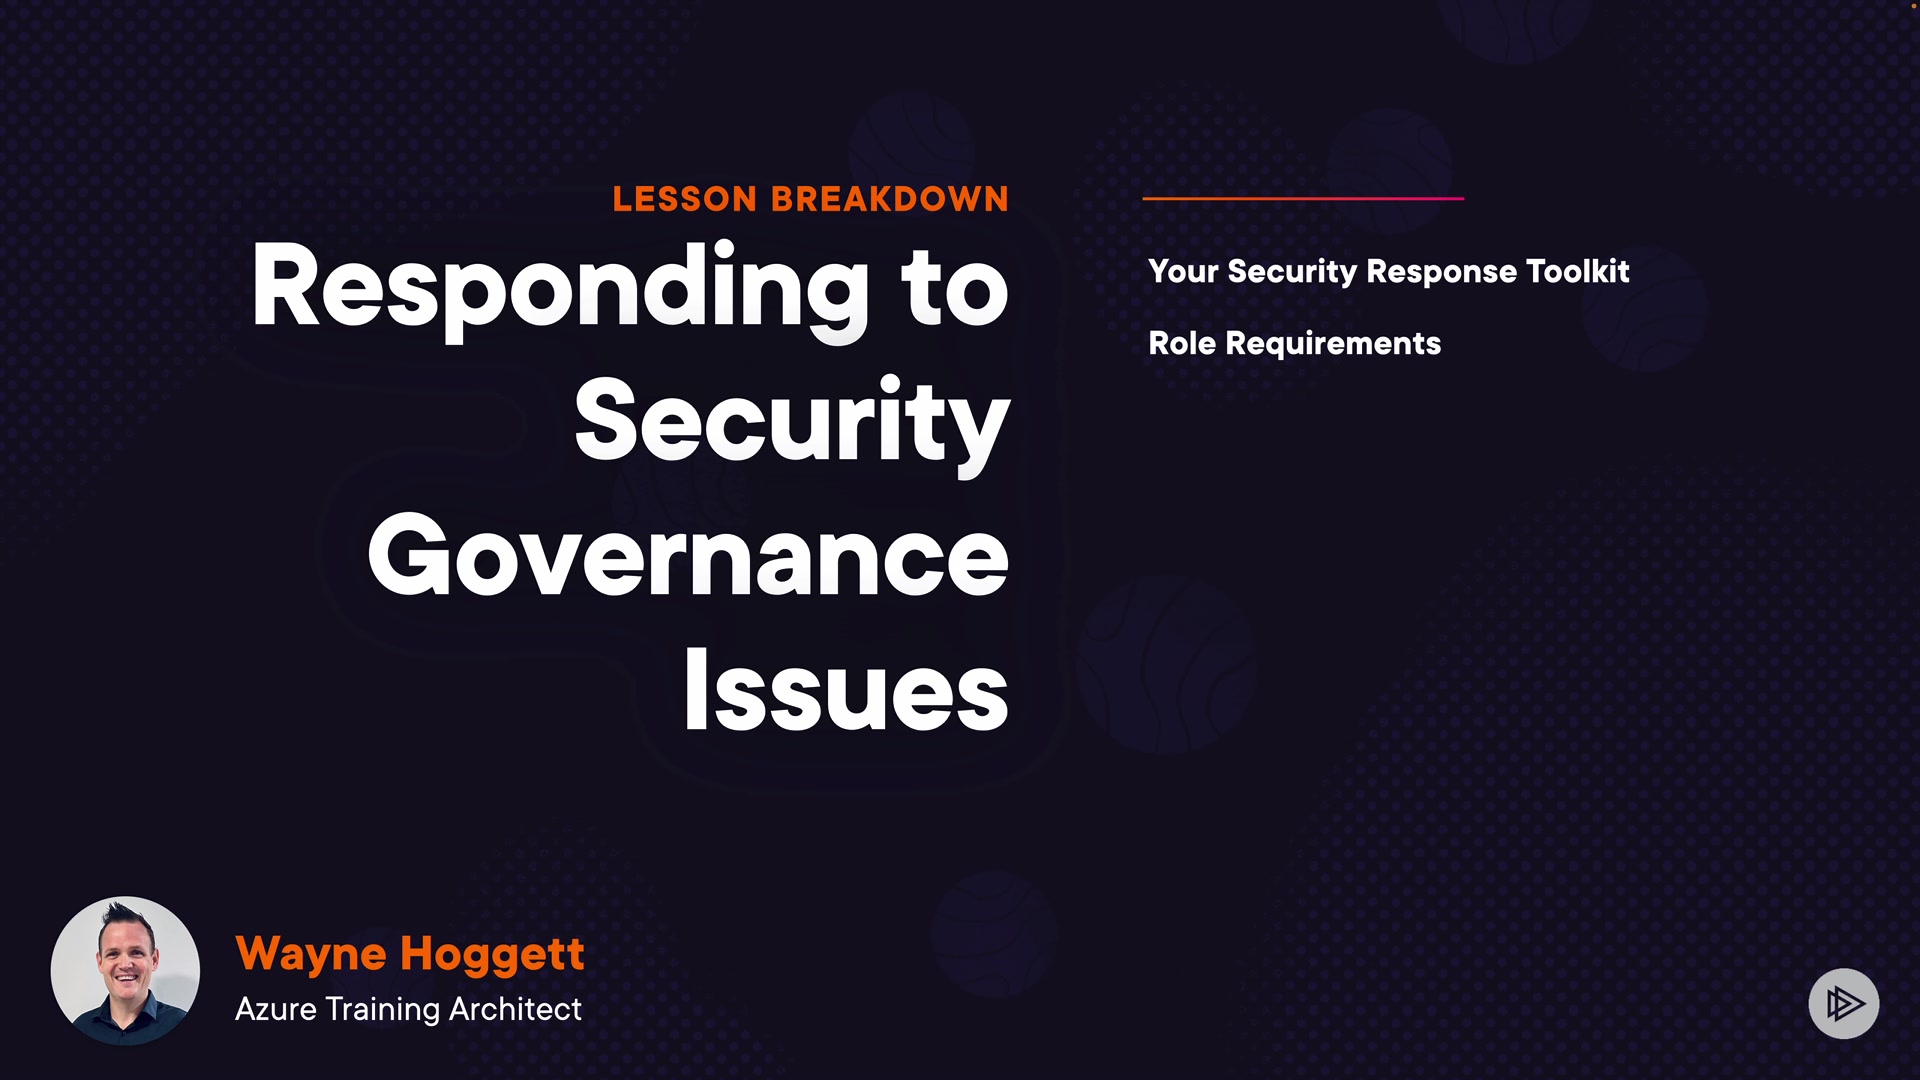 LESSON BREAKDOWN
Responding to
Security
Governance
Issues
Your Security Response Toolkit
Role Requirements
Wayne Hoggett
Azure Training Architect